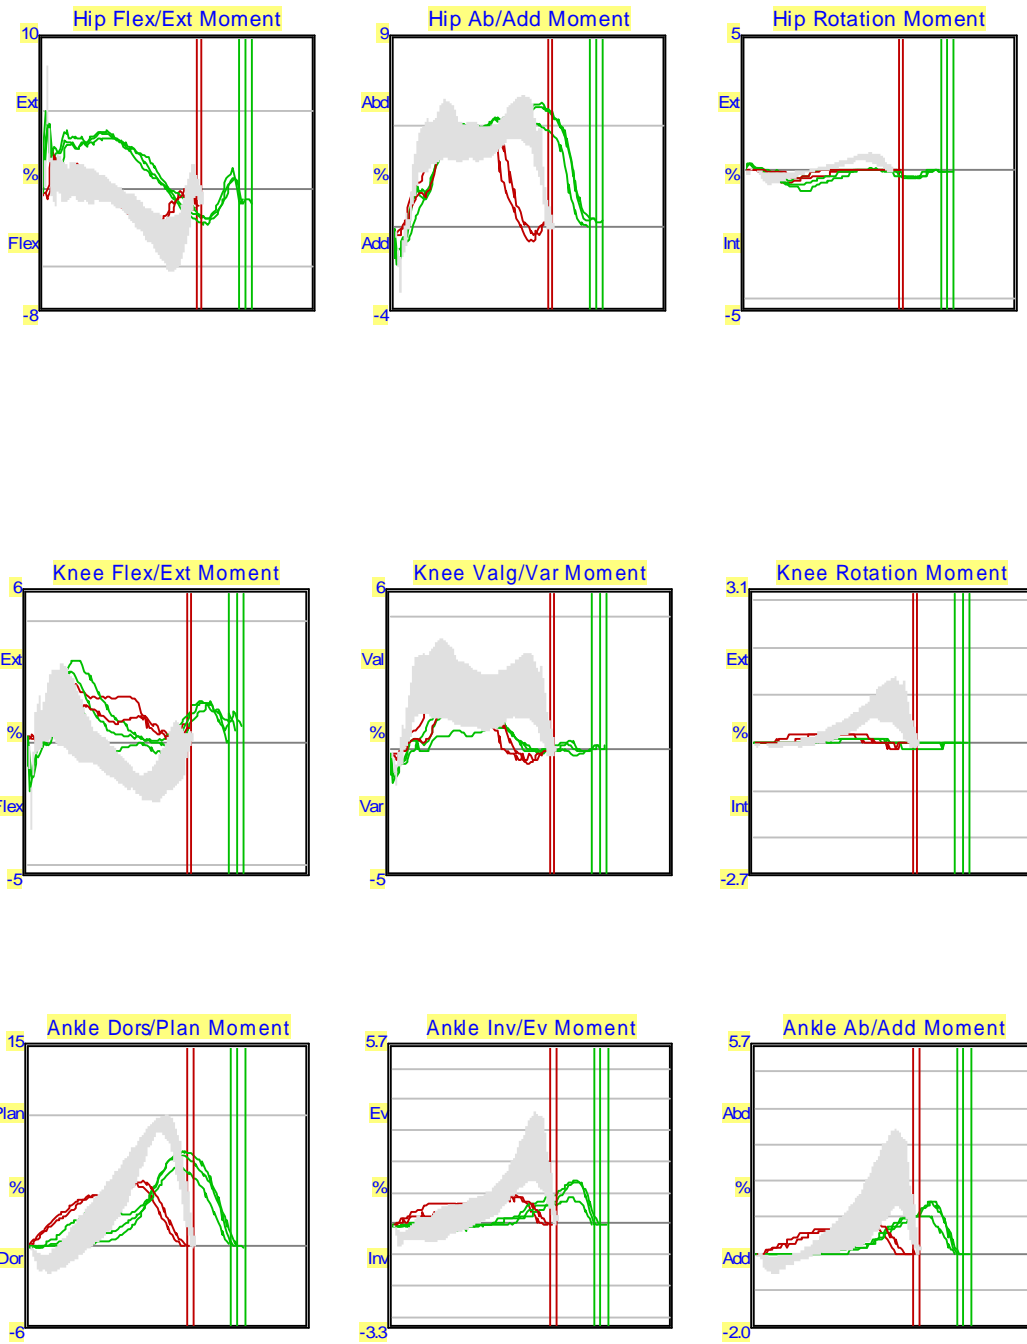 Hip Flex/Ext Moment
10
Ext
%
Flex
-8
Hip Ab/Add Moment
9
Abd
%
Add
-4
Hip Rotation Moment
5
Ext
%
Int
-5
Knee Flex/Ext Moment
6
Ext
%
Flex
-5
Knee Valg/Var Moment
6
Val
%
Var
-5
Knee Rotation Moment
3.1
Ext
%
Int
-2.7
Ankle Dors/Plan Moment
15
Plan
%
Dor
-6
Ankle Inv/Ev Moment
5.7
Ev
%
Inv
-3.3
Ankle Ab/Add Moment
5.7
Abd
%
Add
-2.0